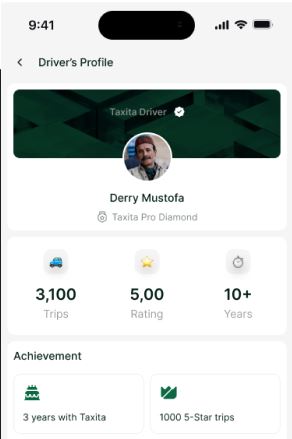 9:41
Driver's Profile
Taxita Driver
Derry Mustofa
Taxita Pro Diamond
3,100
5,00
10+
Trips
Rating
Years
Achievement
3 years with Taxita
1000 5-Star trips